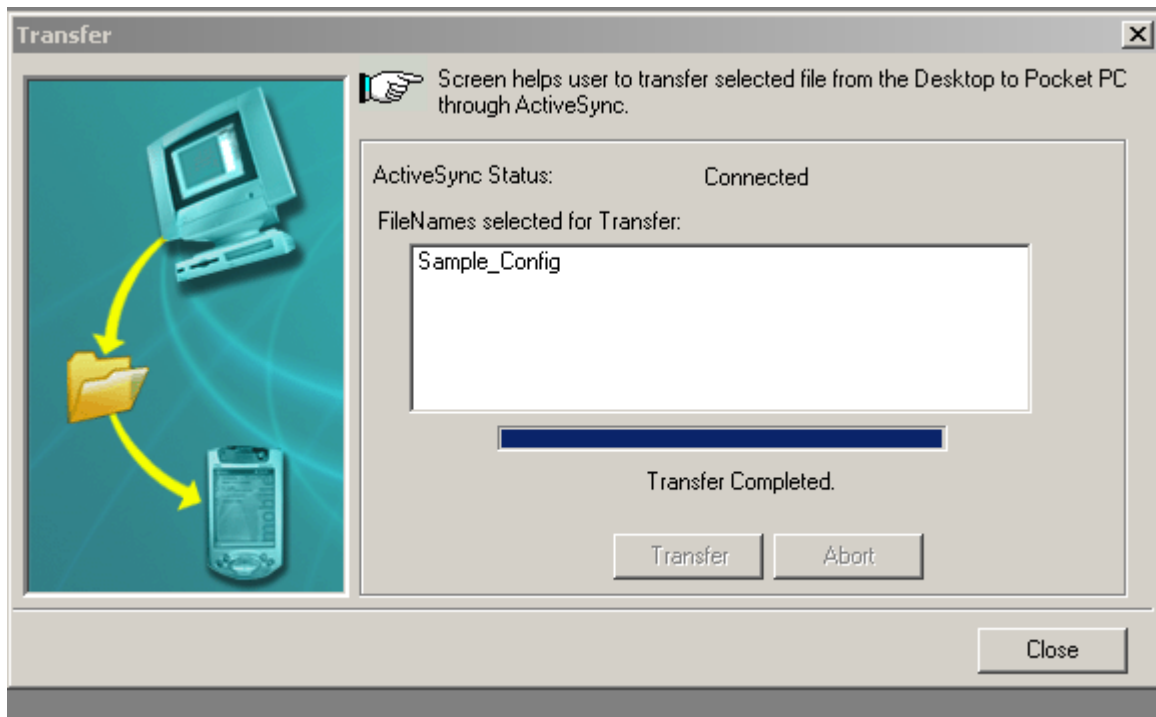 Transfer
Screen helps user to transfer selected file from the Desktop to Pocket PC
through ActiveSync.
ActiveSync Status: Connected
FileNames selected for Transfer:
Sample_Config
mobile
Transfer Completed.
Transfer Abort
Close